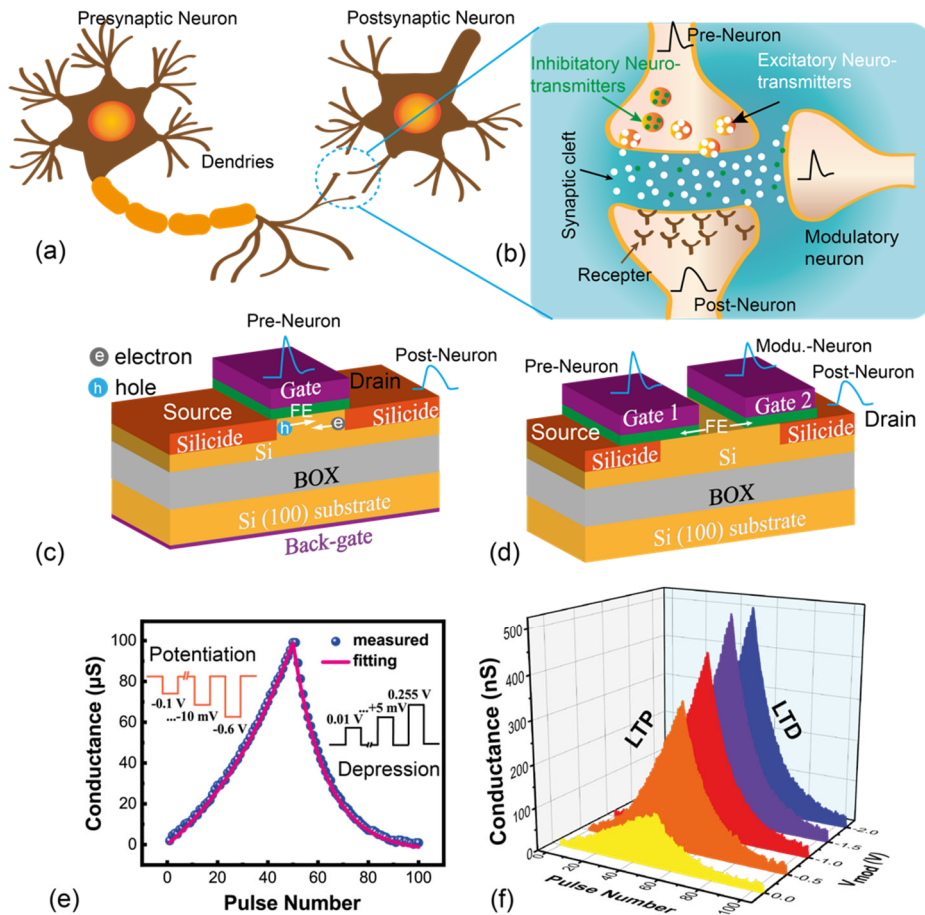 Presynaptic Neuron
Postsynaptic Neuron
Dendries
(a)
Pre-Neuron
Inhibitatory Neuro-
transmitters
Excitatory Neuro-
transmitters
Synaptic cleft
Recepter
Modulatory
neuron
Post-Neuron
(b)
Pre-Neuron
e electron
h hole
Post-Neuron
Gate
Drain
Source
FE
h
e
Silicide
Silicide
Si
BOX
Si (100) substrate
Back-gate
(c)
Modu.-Neuron
Pre-Neuron
Post-Neuron
Gate 1
Gate 2
Drain
Source
FE
Silicide
Silicide
Si
BOX
Si (100) substrate
(d)
Conductance (µS)
100
80
60
40
20
0
Potentiation
-0.1 V
...-10 mV
-0.6 V
measured
fitting
0.255 V
...+5 mV
0.01 V
Depression
0 20 40 60 80 100
Pulse Number
(e)
Conductance (nS)
500
400
300
200
100
0
LTP
LTD
0
20
40
60
80
100
Pulse Number
0.0
-0.5
-1.0
-1.5
-2.0
Vmod(V)
(f)